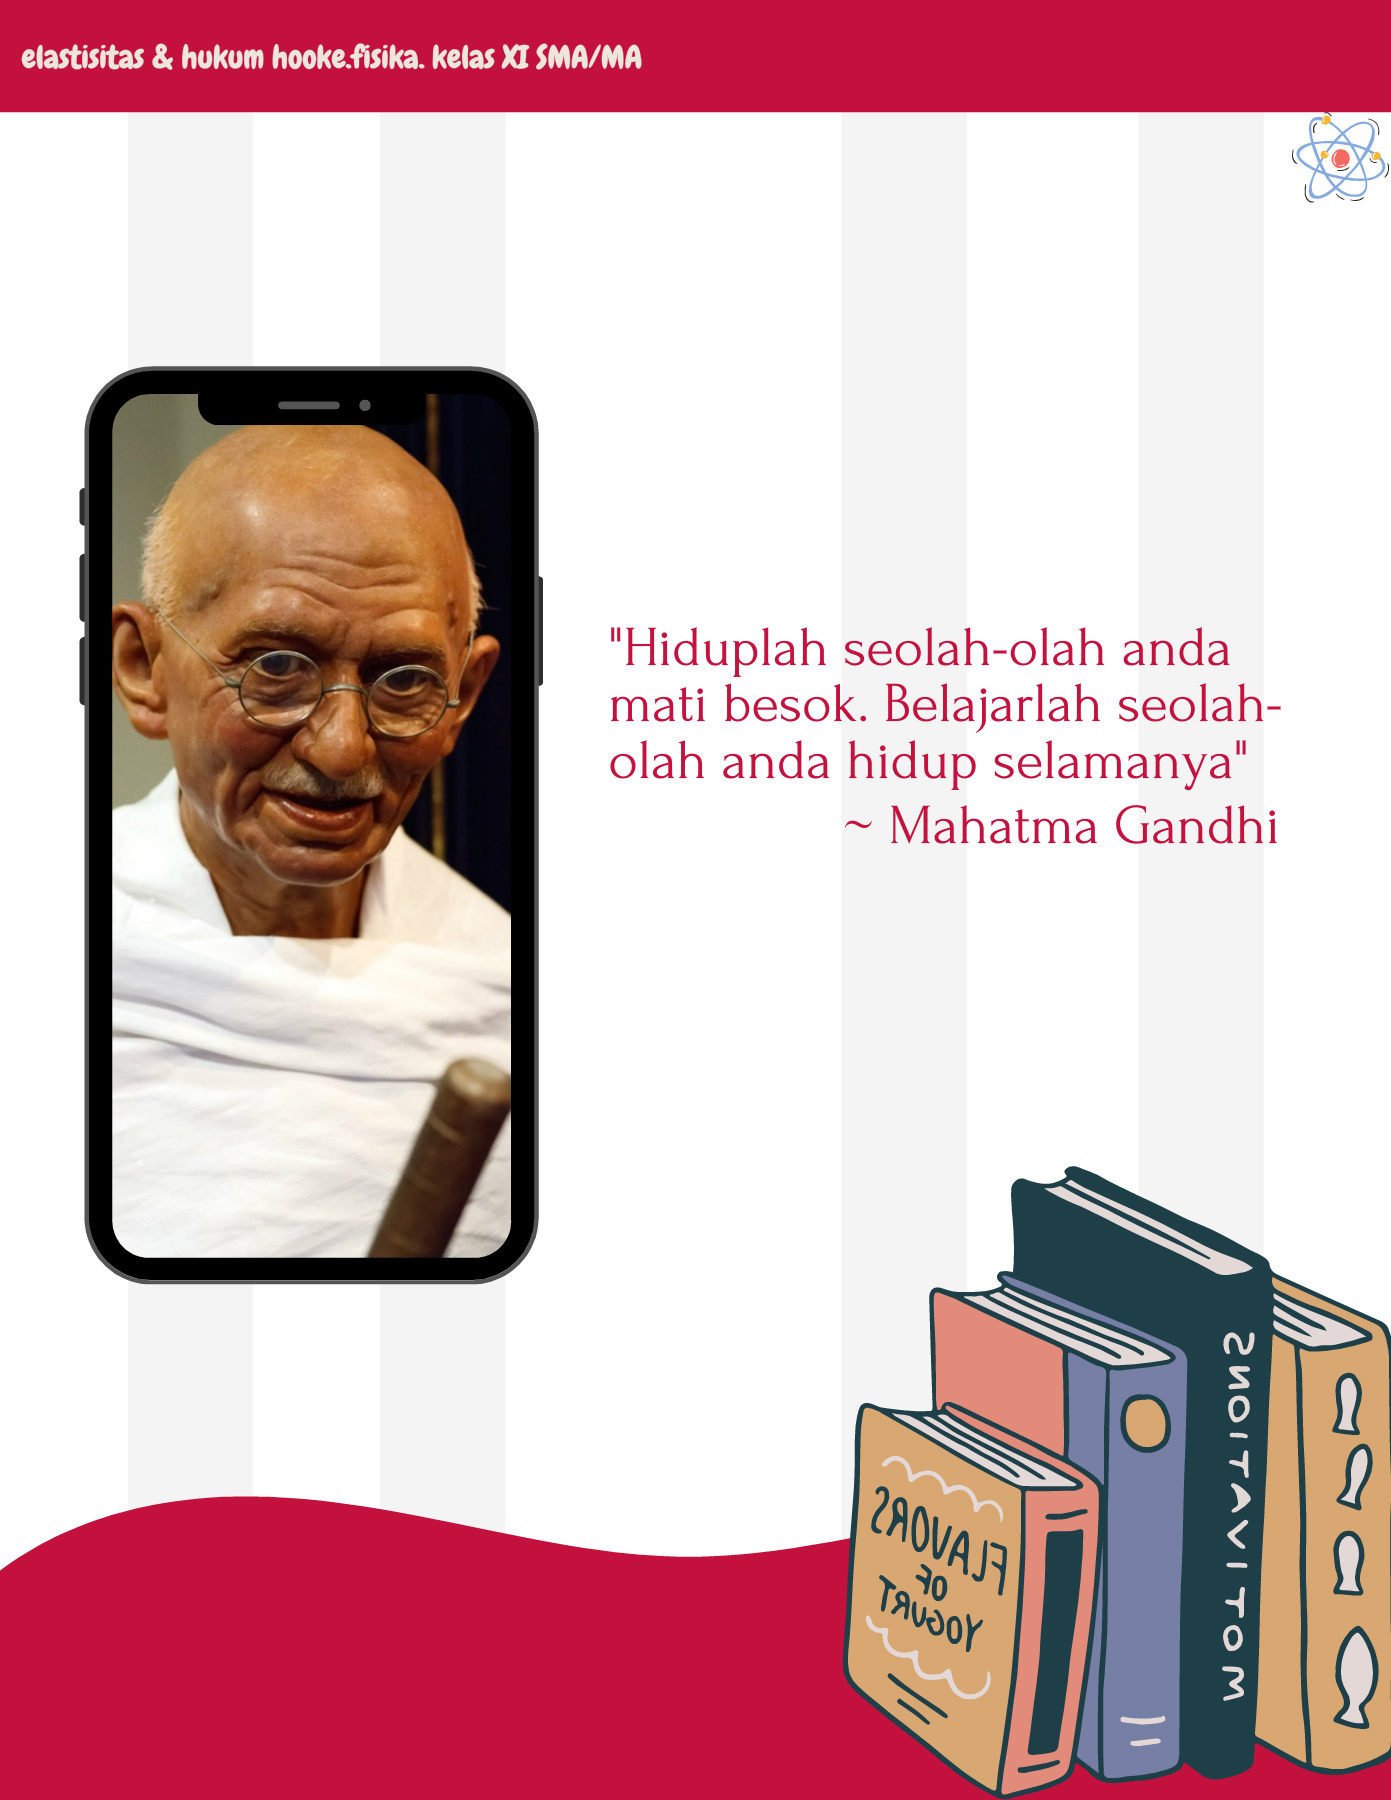 elastisitas & hukum hooke.fisika. kelas XI SMA/MA
"Hiduplah seolah-olah anda
mati besok. Belajarlah seolah-
olah anda hidup selamanya"
~ Mahatma Gandhi
FLAVORS
OF
YOGURT
MOTIVATIONS